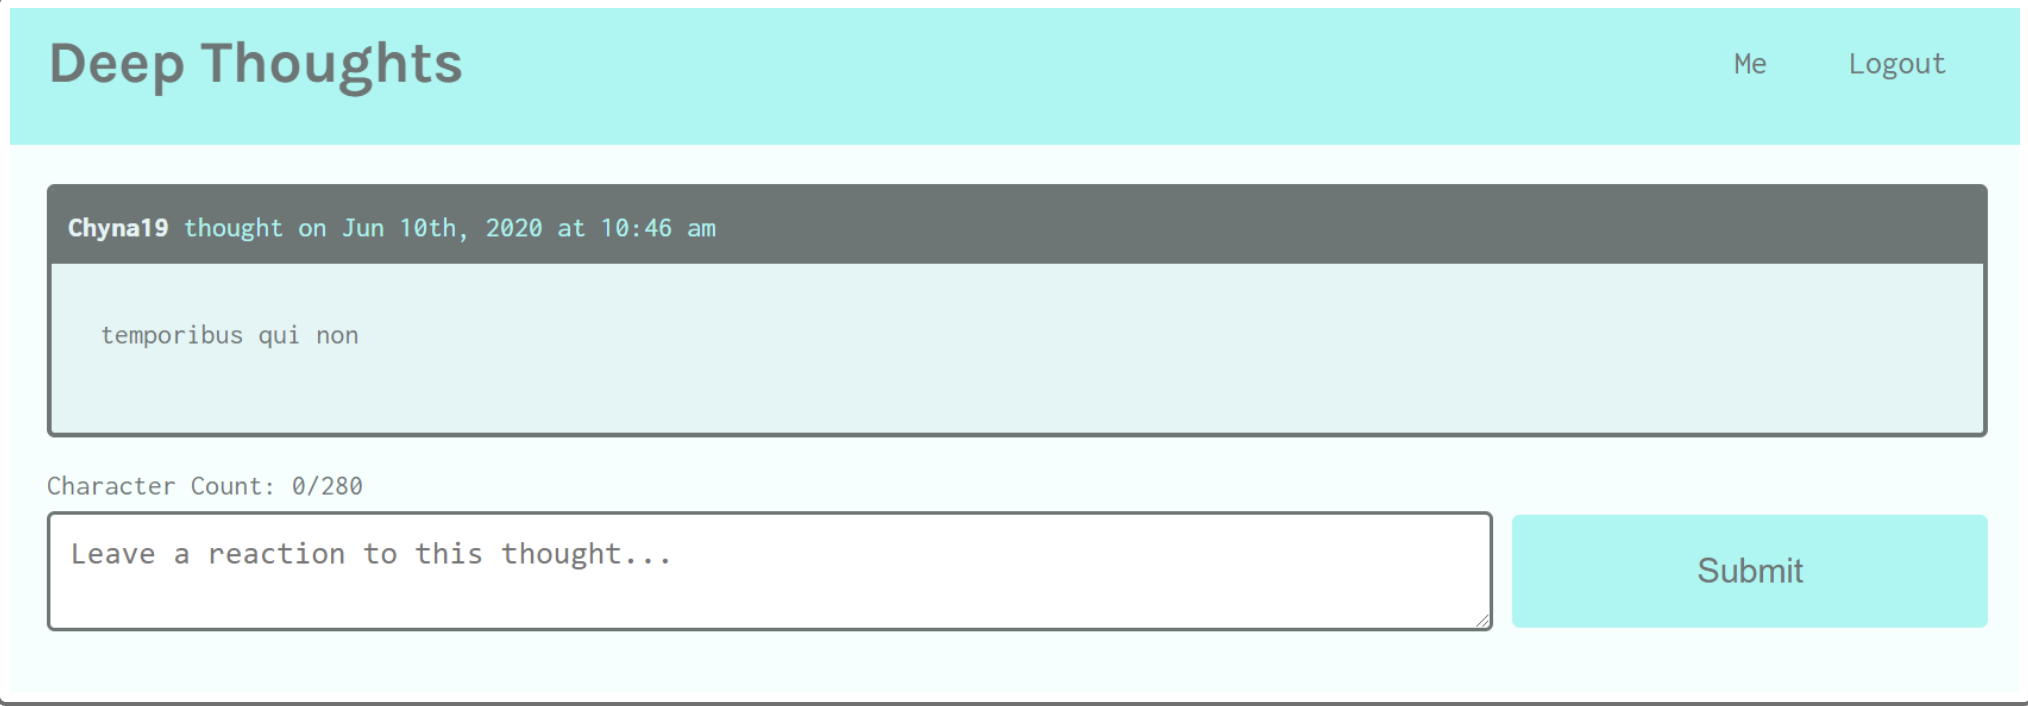 Deep Thoughts
Me Logout
Chyna19 thought on Jun 10th, 2020 at 10:46 am
temporibus qui non
Character Count: 0/280
Leave a reaction to this thought...
Submit